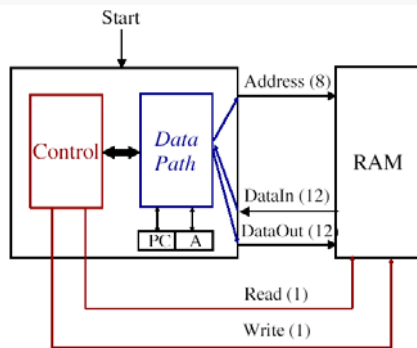 Start
Address (8)
Control
Data
Path
RAM
DataIn (12)
DataOut (12)
PC A
Read (1)
Write (1)